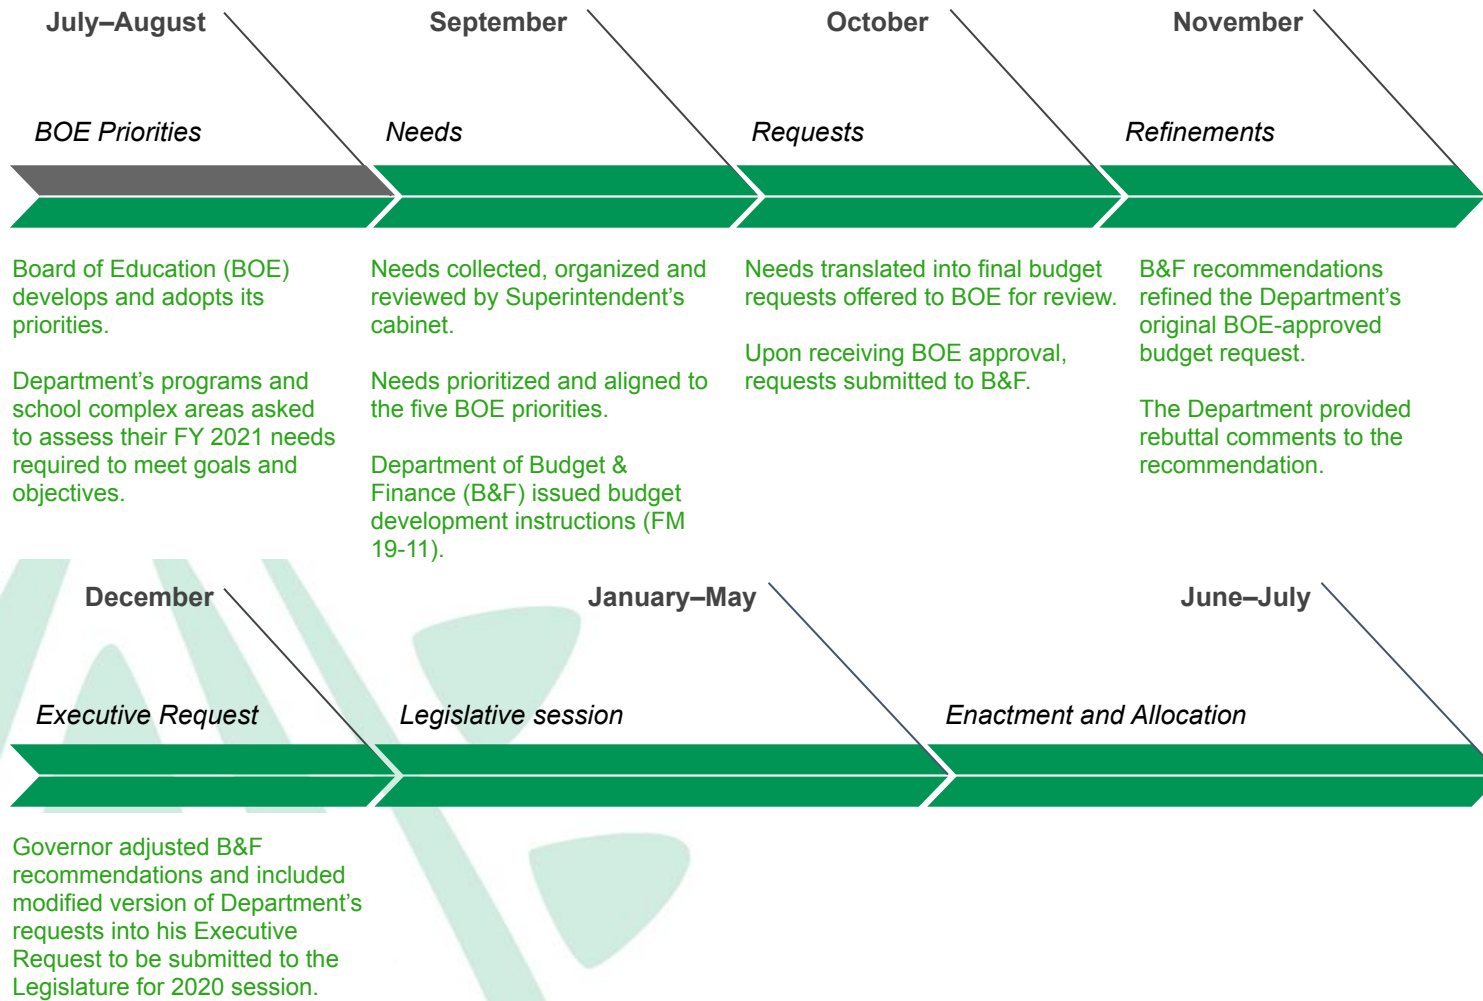 July–August
September
October
November
BOE Priorities
Needs
Requests
Refinements
Board of Education (BOE)
develops and adopts its
priorities.
Department’s programs and
school complex areas asked
to assess their FY 2021 needs
required to meet goals and
objectives.
Needs collected, organized and
reviewed by Superintendent’s
cabinet.
Needs prioritized and aligned to
the five BOE priorities.
Department of Budget &
Finance (B&F) issued budget
development instructions (FM
19-11).
Needs translated into final budget
requests offered to BOE for review.
Upon receiving BOE approval,
requests submitted to B&F.
B&F recommendations
refined the Department’s
original BOE-approved
budget request.
The Department provided
rebuttal comments to the
recommendation.
December
January–May
June–July
Executive Request
Legislative session
Enactment and Allocation
Governor adjusted B&F
recommendations and included
modified version of Department’s
requests into his Executive
Request to be submitted to the
Legislature for 2020 session.